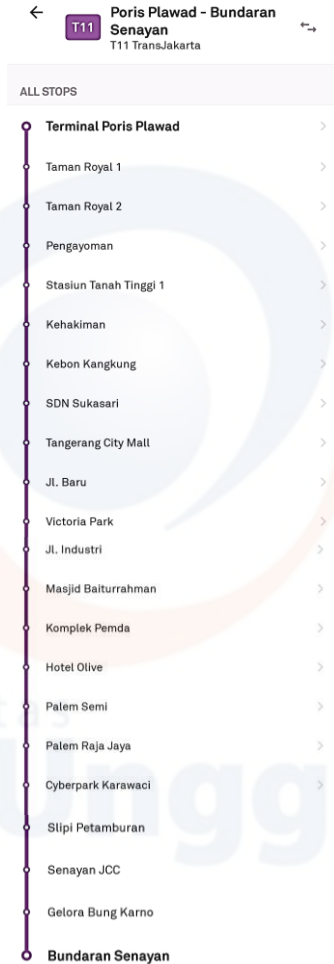 T11
Poris Plawad - Bundaran
Senayan
T11 TransJakarta
ALL STOPS
Terminal Poris Plawad
Taman Royal 1
Taman Royal 2
Pengayoman
Stasiun Tanah Tinggi 1
Kehakiman
Kebon Kangkung
SDN Sukasari
Tangerang City Mall
Jl. Baru
Victoria Park
Jl. Industri
Masjid Baiturrahman
Komplek Pemda
Hotel Olive
Palem Semi
Palem Raja Jaya
Cyberpark Karawaci
Slipi Petamburan
Senayan JCC
Gelora Bung Karno
Bundaran Senayan